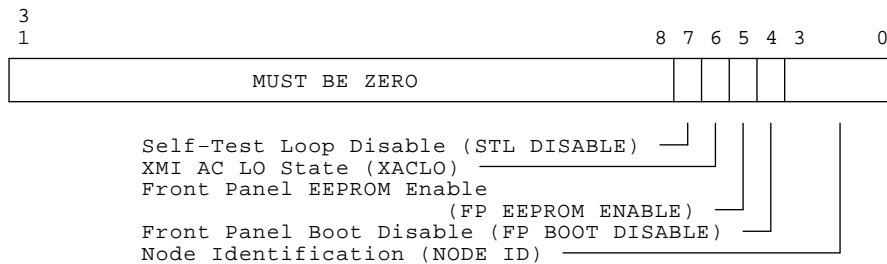 3
1 8 7 6 5 4 3 0
MUST BE ZERO
Self-Test Loop Disable (STL DISABLE)
XMI AC LO State (XACLO)
Front Panel EEPROM Enable
(FP EEPROM ENABLE)
Front Panel Boot Disable (FP BOOT DISABLE)
Node Identification (NODE ID)